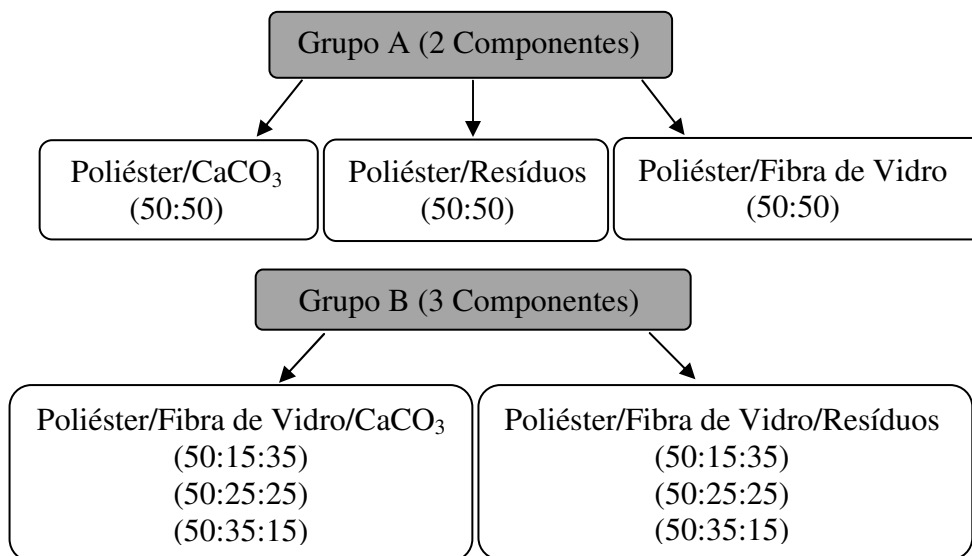 Grupo A (2 Componentes)
Poliéster/CaCO₃
(50:50)
Poliéster/Resíduos
(50:50)
Poliéster/Fibra de Vidro
(50:50)
Grupo B (3 Componentes)
Poliéster/Fibra de Vidro/CaCO₃
(50:15:35)
(50:25:25)
(50:35:15)
Poliéster/Fibra de Vidro/Resíduos
(50:15:35)
(50:25:25)
(50:35:15)